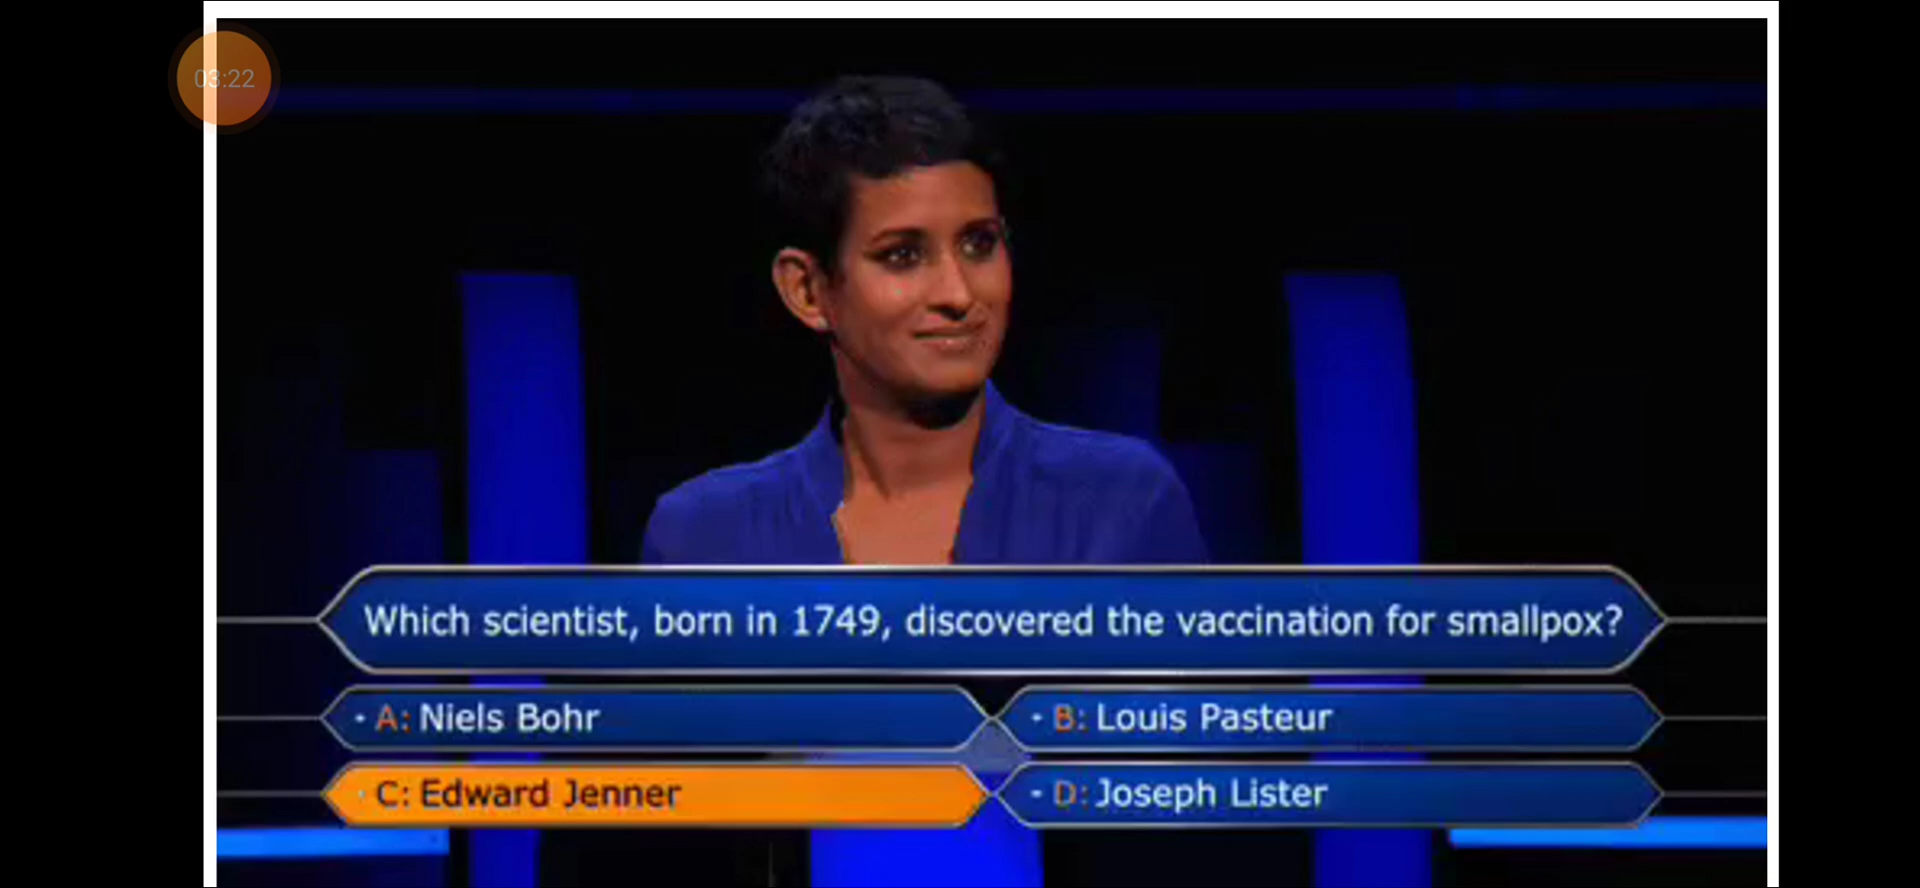 03:22
Which scientist, born in 1749, discovered the vaccination for smallpox?
A: Niels Bohr
B: Louis Pasteur
C: Edward Jenner
D: Joseph Lister